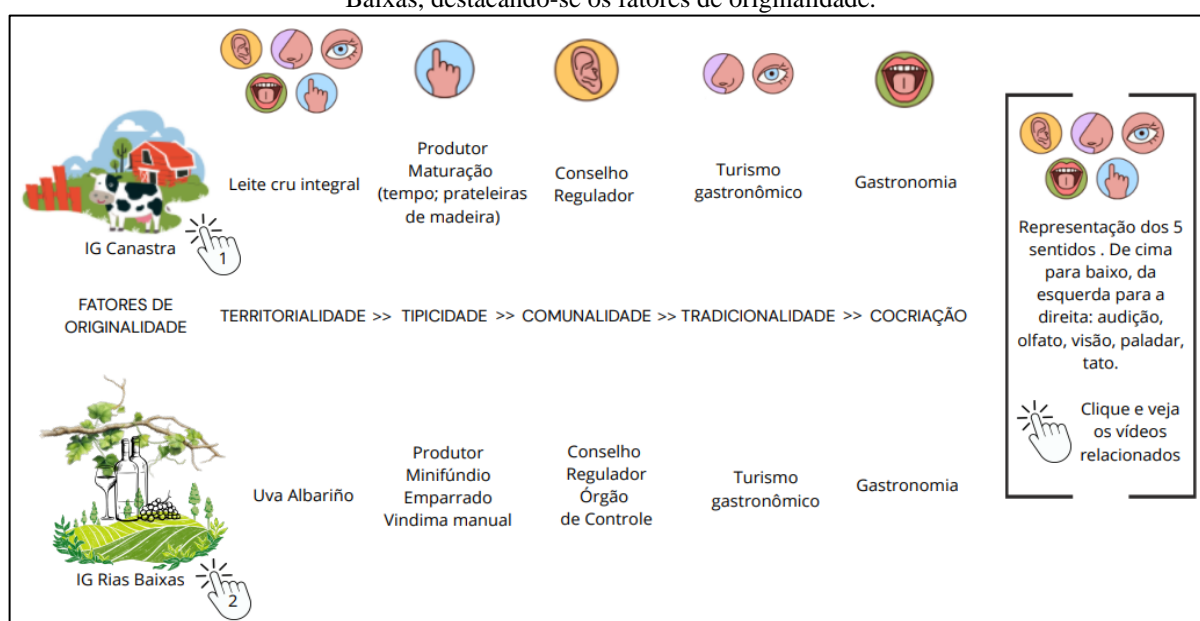 Baixas, destacando-se os fatores de originalidade.
Leite cru integral
Produtor
Maturação
(tempo; prateleiras
de madeira)
Conselho
Regulador
Turismo
gastronômico
Gastronomia
IG Canastra
1
FATORES DE
ORIGINALIDADE
TERRITORIALIDADE >> TIPICIDADE >> COMUNALIDADE >> TRADICIONALIDADE >> COCRIAÇÃO
Uva Albariño
Produtor
Minifúndio
Emparrado
Vindima manual
Conselho
Regulador
Órgão
de Controle
Turismo
gastronômico
Gastronomia
IG Rias Baixas
2
Representação dos 5
sentidos . De cima
para baixo, da
esquerda para a
direita: audição,
olfato, visão, paladar,
tato.
Clique e veja
os vídeos
relacionados